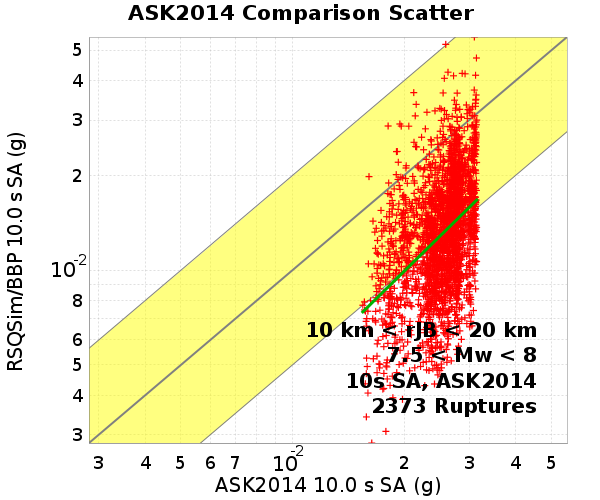 ASK2014 Comparison Scatter
RSQSim/BBP 10.0 s SA (g)
5
4
3
2
10-2
8
6
5
4
3
10 km < rJB < 20 km
7.5 < Mw < 8
10s SA, ASK2014
2373 Ruptures
3 4 5 6 7 10-2 2 3 4 5
ASK2014 10.0 s SA (g)